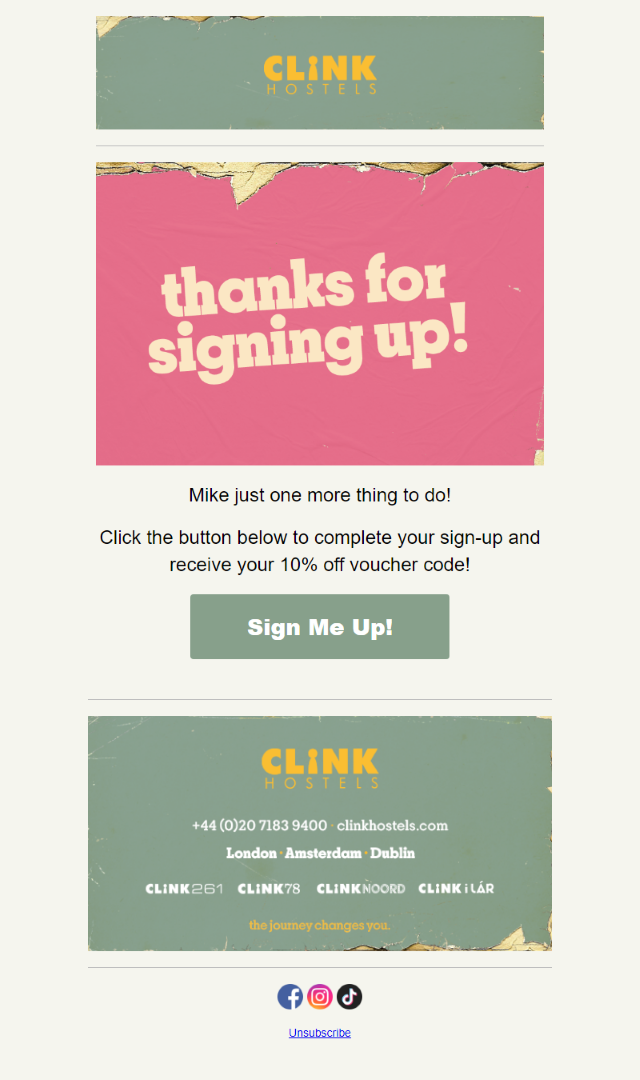 CLiNK
HOSTELS
thanks for
signing up!
Mike just one more thing to do!
Click the button below to complete your sign-up and
receive your 10% off voucher code!
Sign Me Up!
CLiNK
HOSTELS
+44 (0)20 7183 9400 · clinkhostels.com
London · Amsterdam · Dublin
CLiNK261 CLiNK78 CLiNKNOORD CLiNK i LÁR
the journey changes you.
Unsubscribe